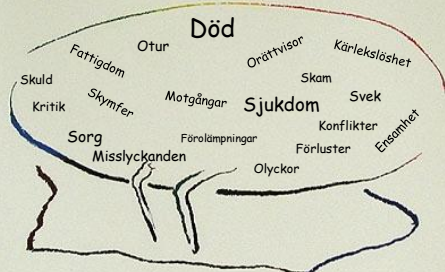 Död
Otur
Fattigdom
Orättvisor
Kärlekslöshet
Skuld
Skam
Kritik
Skymfer
Motgångar
Sjukdom
Svek
Konflikter
Ensamhet
Sorg
Förolämpningar
Förluster
Misslyckanden
Olyckor